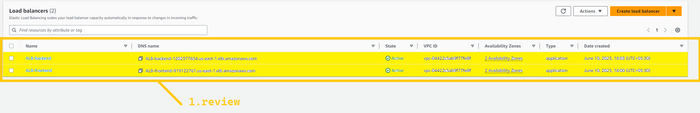 Load balancers (2)
Elastic Load Balancing scales your load balancer capacity automatically in response to changes in incoming traffic.
Actions
Create load balancer
Find resources by attribute or tag
1
Name
DNS name
State
VPC ID
Availability Zones
Type
Date created
ALB-backend
Active
2 Availability Zones
application
ALB-frontend
Active
2 Availability Zones
application
1.review